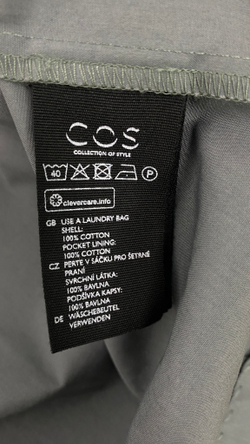 COS
COLLECTION OF STYLE
40 P
clevercare.info
GB USE A LAUNDRY BAG
SHELL:
100% COTTON
POCKET LINING:
100% COTTON
CZ PERTE V SÁČKU PRO ŠETRNÉ
PRANÍ
SVRCHNÍ LÁTKA:
100% BAVLNA
PODŠÍVKA KAPSY:
100% BAVLNA
DE WÄSCHEBEUTEL
VERWENDEN